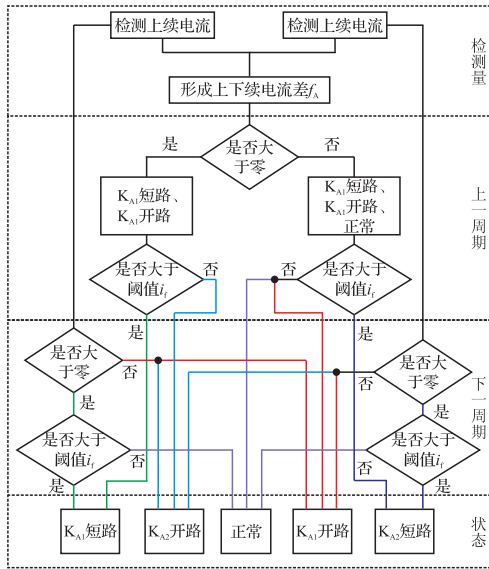 检测上续电流
检测上续电流
检测量
形成上下续电流差fA
是否大
于零
是
否
KA1短路、
KA1开路
KA1短路、
KA1开路、
正常
上一周期
是否大于
阈值if
否
是否大于
阈值if
否
是
是
是否大
于零
否
是
是否大
于零
否
是
下一周期
是否大于
阈值if
否
是
是否大于
阈值if
否
是
KA1短路
KA2开路
正常
KA1开路
KA2短路
状态